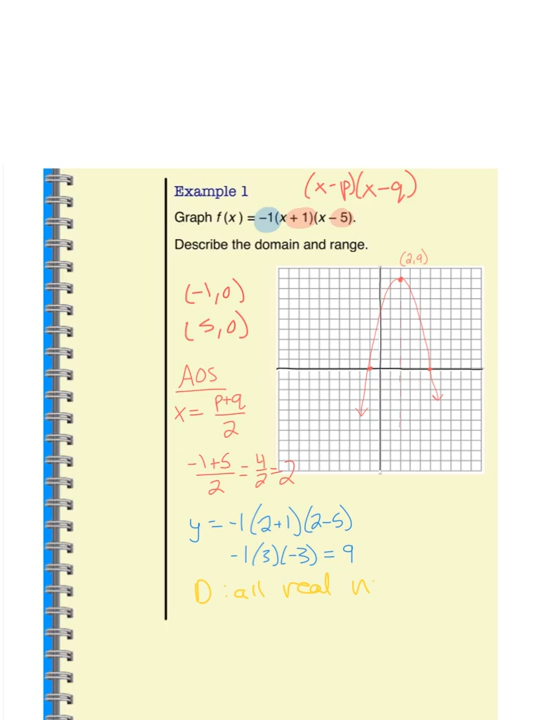 Example 1
(x-p)(x-q)
Graph f(x) = -1(x + 1)(x - 5).
Describe the domain and range.
(2,9)
(-1,0)
(5,0)
AOS
x = p+q/2
-1+5/2 = 4/2 = 2
y = -1(2+1)(2-5)
-1(3)(-3) = 9
D : all real n